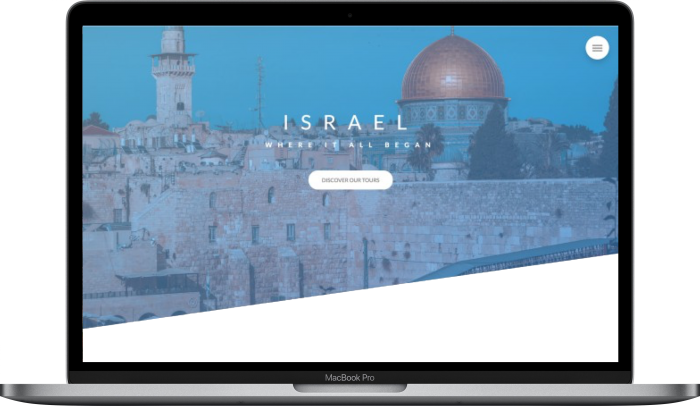 ISRAEL
WHERE IT ALL BEGAN
DISCOVER OUR TOURS
MacBook Pro